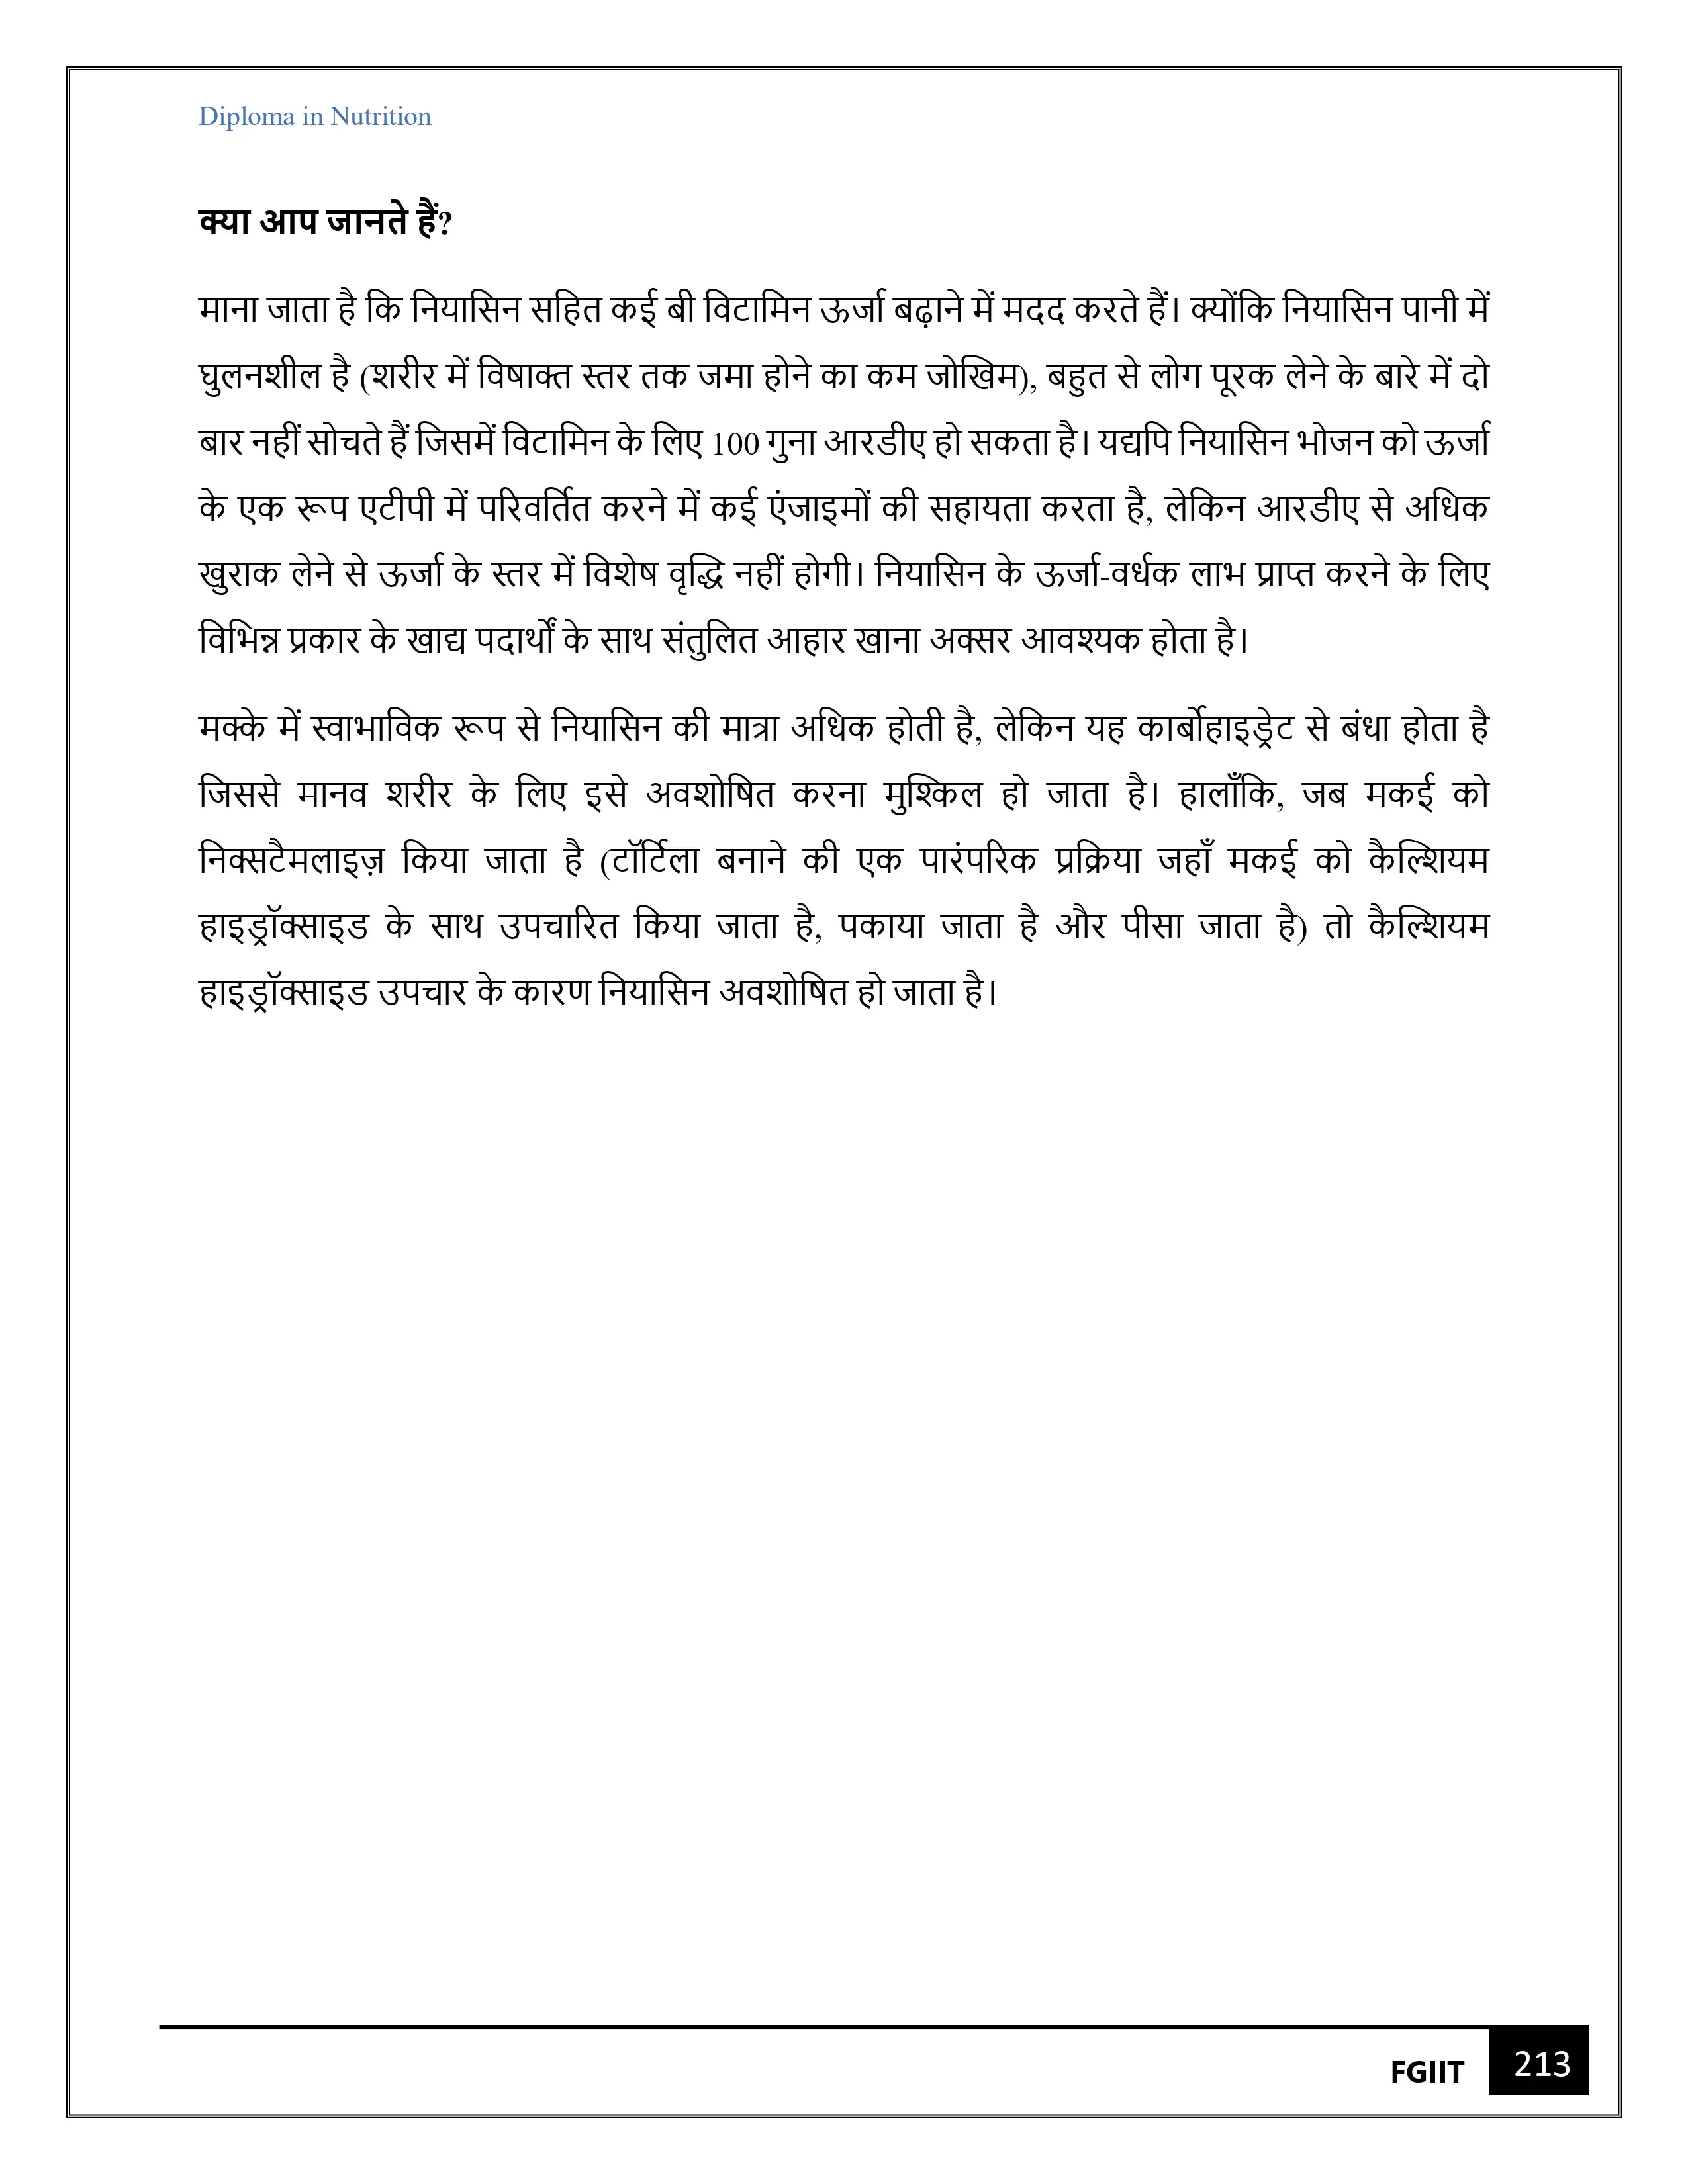 Diploma in Nutrition
क्या आप जानते हैं?
माना जाता है कि नियासिन सहित कई बी विटामिन ऊर्जा बढ़ाने में मदद करते हैं। क्योंकि नियासिन पानी में
घुलनशील है (शरीर में विषाक्त स्तर तक जमा होने का कम जोखिम), बहुत से लोग पूरक लेने के बारे में दो
बार नहीं सोचते हैं जिसमें विटामिन के लिए 100 गुना आरडीए हो सकता है। यद्यपि नियासिन भोजन को ऊर्जा
के एक रूप एटीपी में परिवर्तित करने में कई एंजाइमों की सहायता करता है, लेकिन आरडीए से अधिक
खुराक लेने से ऊर्जा के स्तर में विशेष वृद्धि नहीं होगी। नियासिन के ऊर्जा-वर्धक लाभ प्राप्त करने के लिए
विभिन्न प्रकार के खाद्य पदार्थों के साथ संतुलित आहार खाना अक्सर आवश्यक होता है।
मक्के में स्वाभाविक रूप से नियासिन की मात्रा अधिक होती है, लेकिन यह कार्बोहाइड्रेट से बंधा होता है
जिससे मानव शरीर के लिए इसे अवशोषित करना मुश्किल हो जाता है। हालाँकि, जब मकई को
निक्सटैमलाइज़ किया जाता है (टॉर्टिला बनाने की एक पारंपरिक प्रक्रिया जहाँ मकई को कैल्शियम
हाइड्रॉक्साइड के साथ उपचारित किया जाता है, पकाया जाता है और पीसा जाता है) तो कैल्शियम
हाइड्रॉक्साइड उपचार के कारण नियासिन अवशोषित हो जाता है।
FGIIT 213